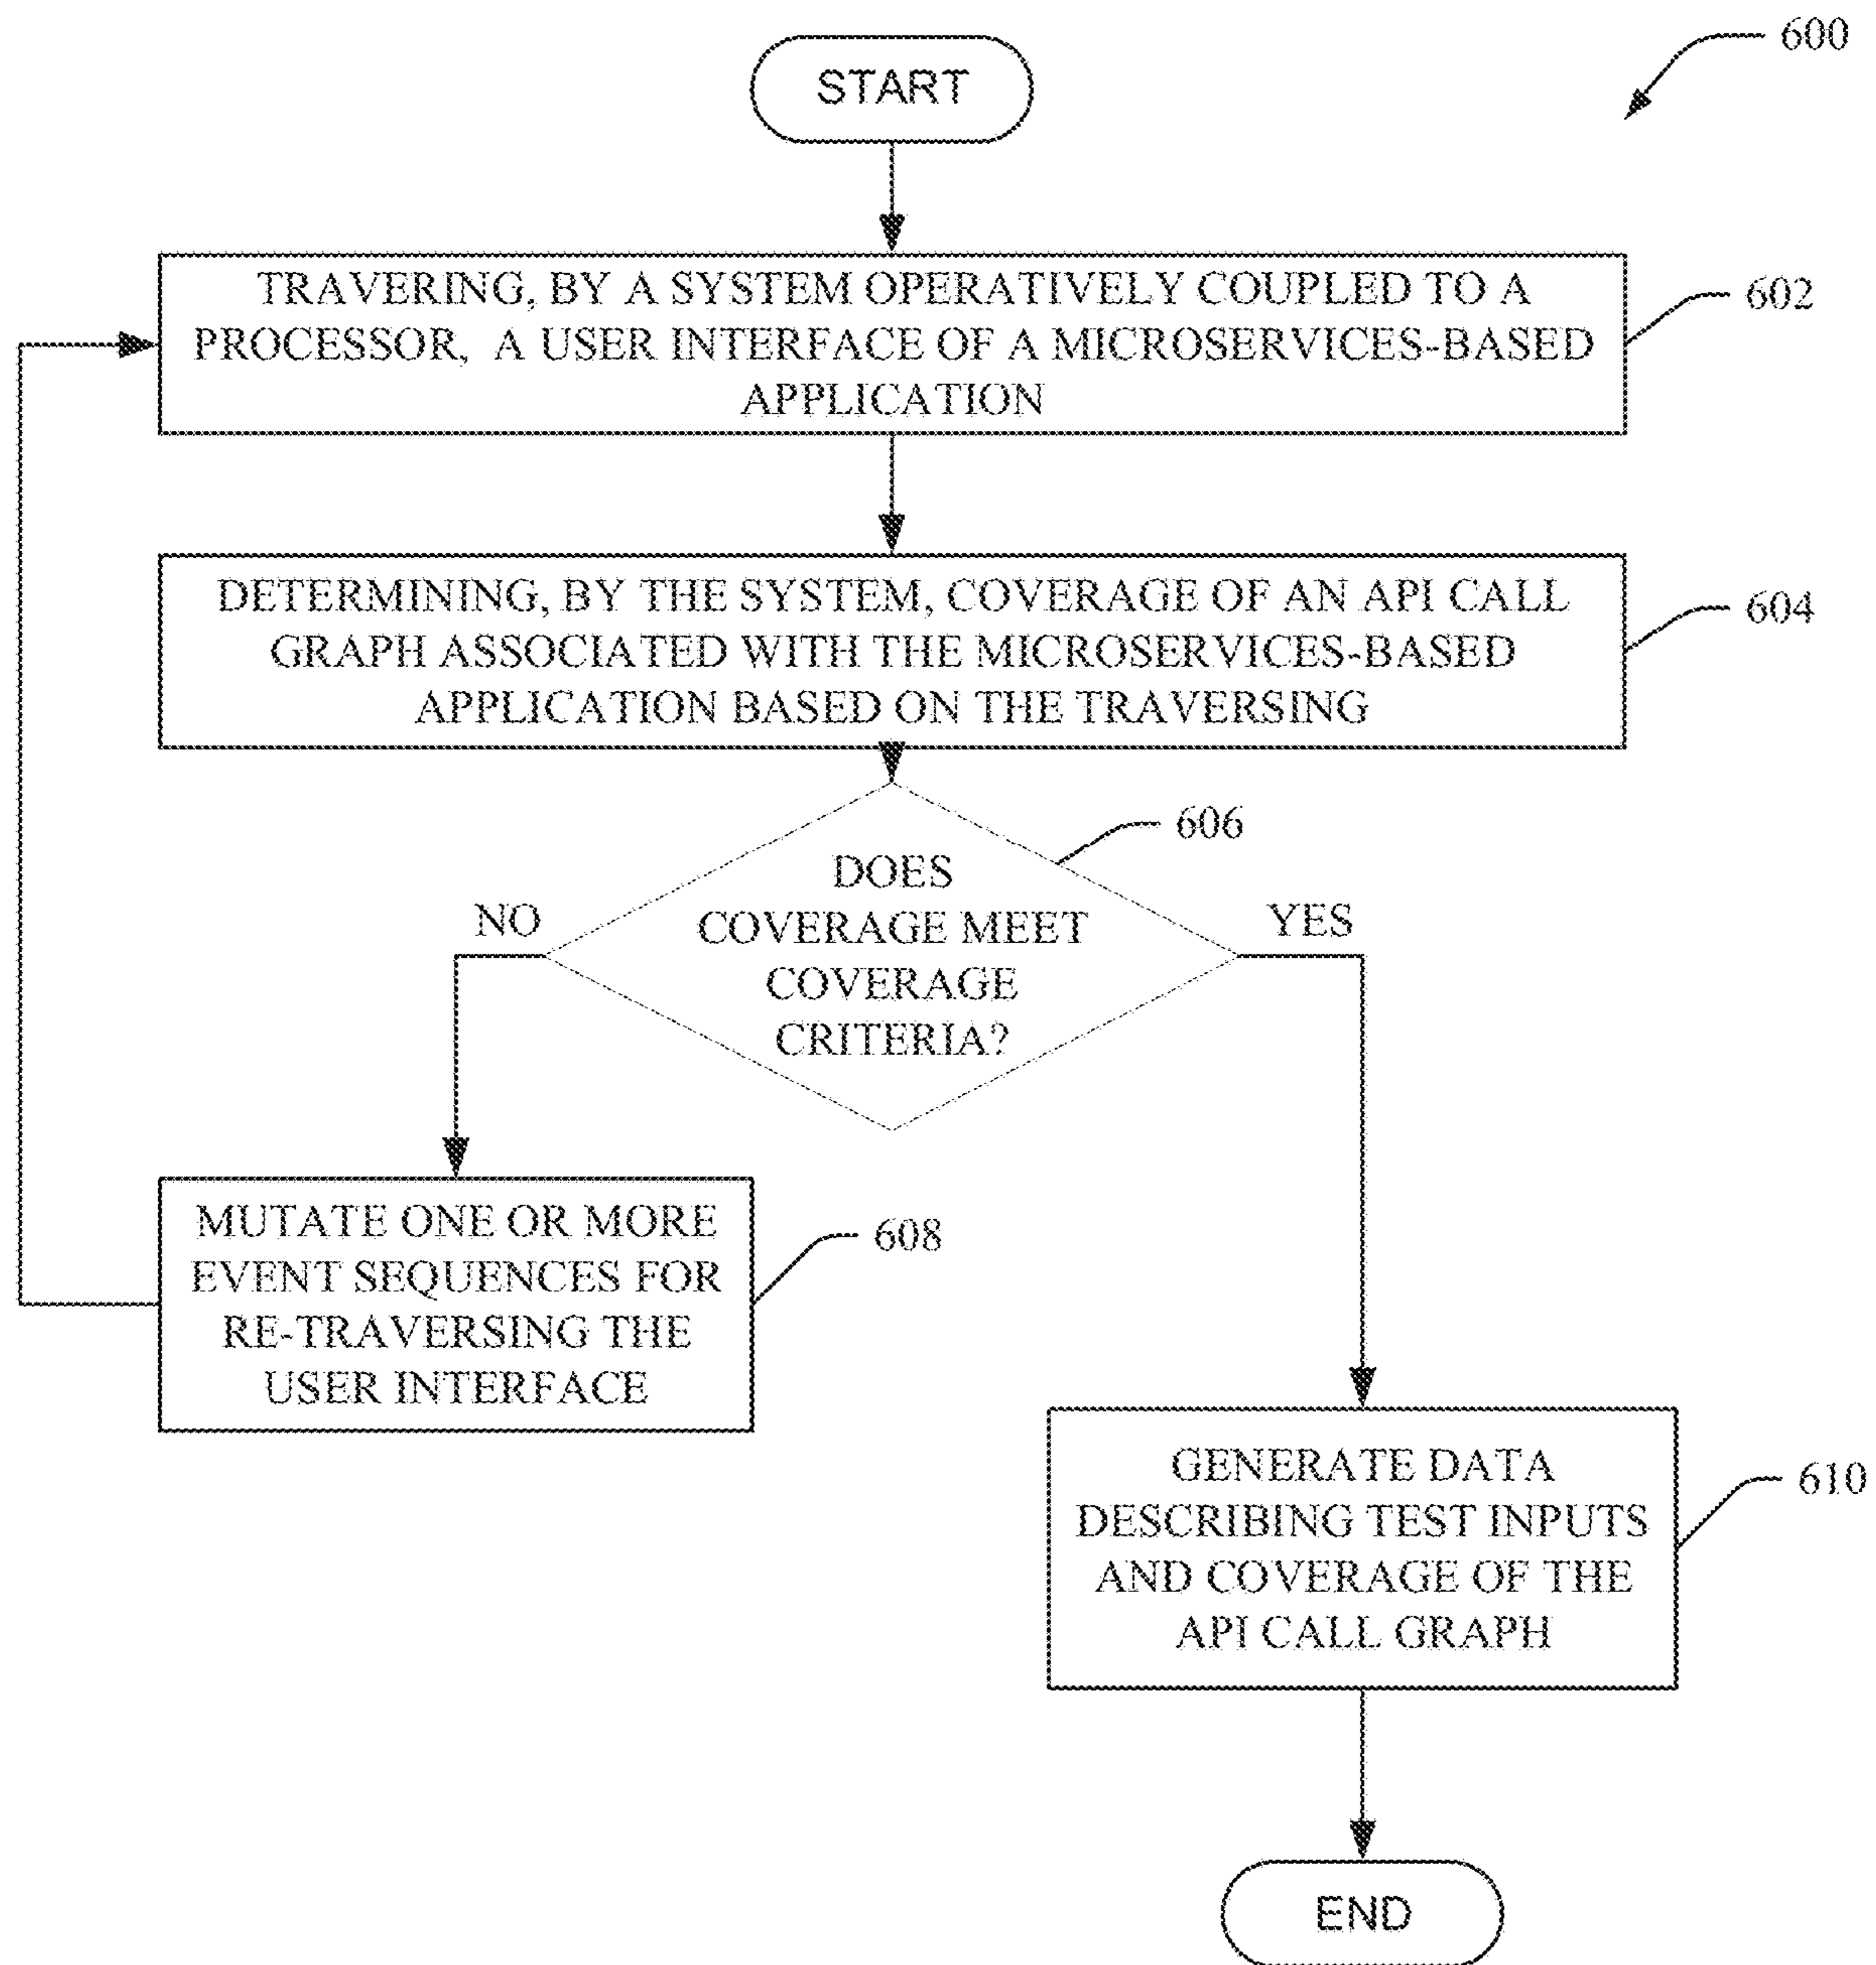 600
START
TRAVERING, BY A SYSTEM OPERATIVELY COUPLED TO A
PROCESSOR, A USER INTERFACE OF A MICROSERVICES-BASED
APPLICATION
602
DETERMINING, BY THE SYSTEM, COVERAGE OF AN API CALL
GRAPH ASSOCIATED WITH THE MICROSERVICES-BASED
APPLICATION BASED ON THE TRAVERSING
604
606
DOES
COVERAGE MEET
COVERAGE
CRITERIA?
NO
YES
MUTATE ONE OR MORE
EVENT SEQUENCES FOR
RE-TRAVERSING THE
USER INTERFACE
608
GENERATE DATA
DESCRIBING TEST INPUTS
AND COVERAGE OF THE
API CALL GRAPH
610
END